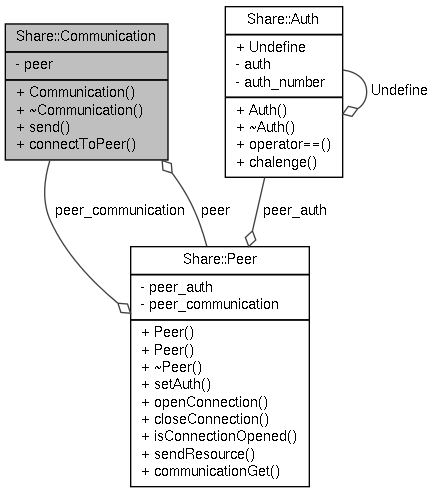 Share::Communication
- peer
+ Communication()
+ ~Communication()
+ send()
+ connectToPeer()
Share::Auth
+ Undefine
- auth
- auth_number
+ Auth()
+ ~Auth()
+ operator==()
+ chalenge()
Undefine
peer_communication
peer
peer_auth
Share::Peer
- peer_auth
- peer_communication
+ Peer()
+ Peer()
+ ~Peer()
+ setAuth()
+ openConnection()
+ closeConnection()
+ isConnectionOpened()
+ sendResource()
+ communicationGet()